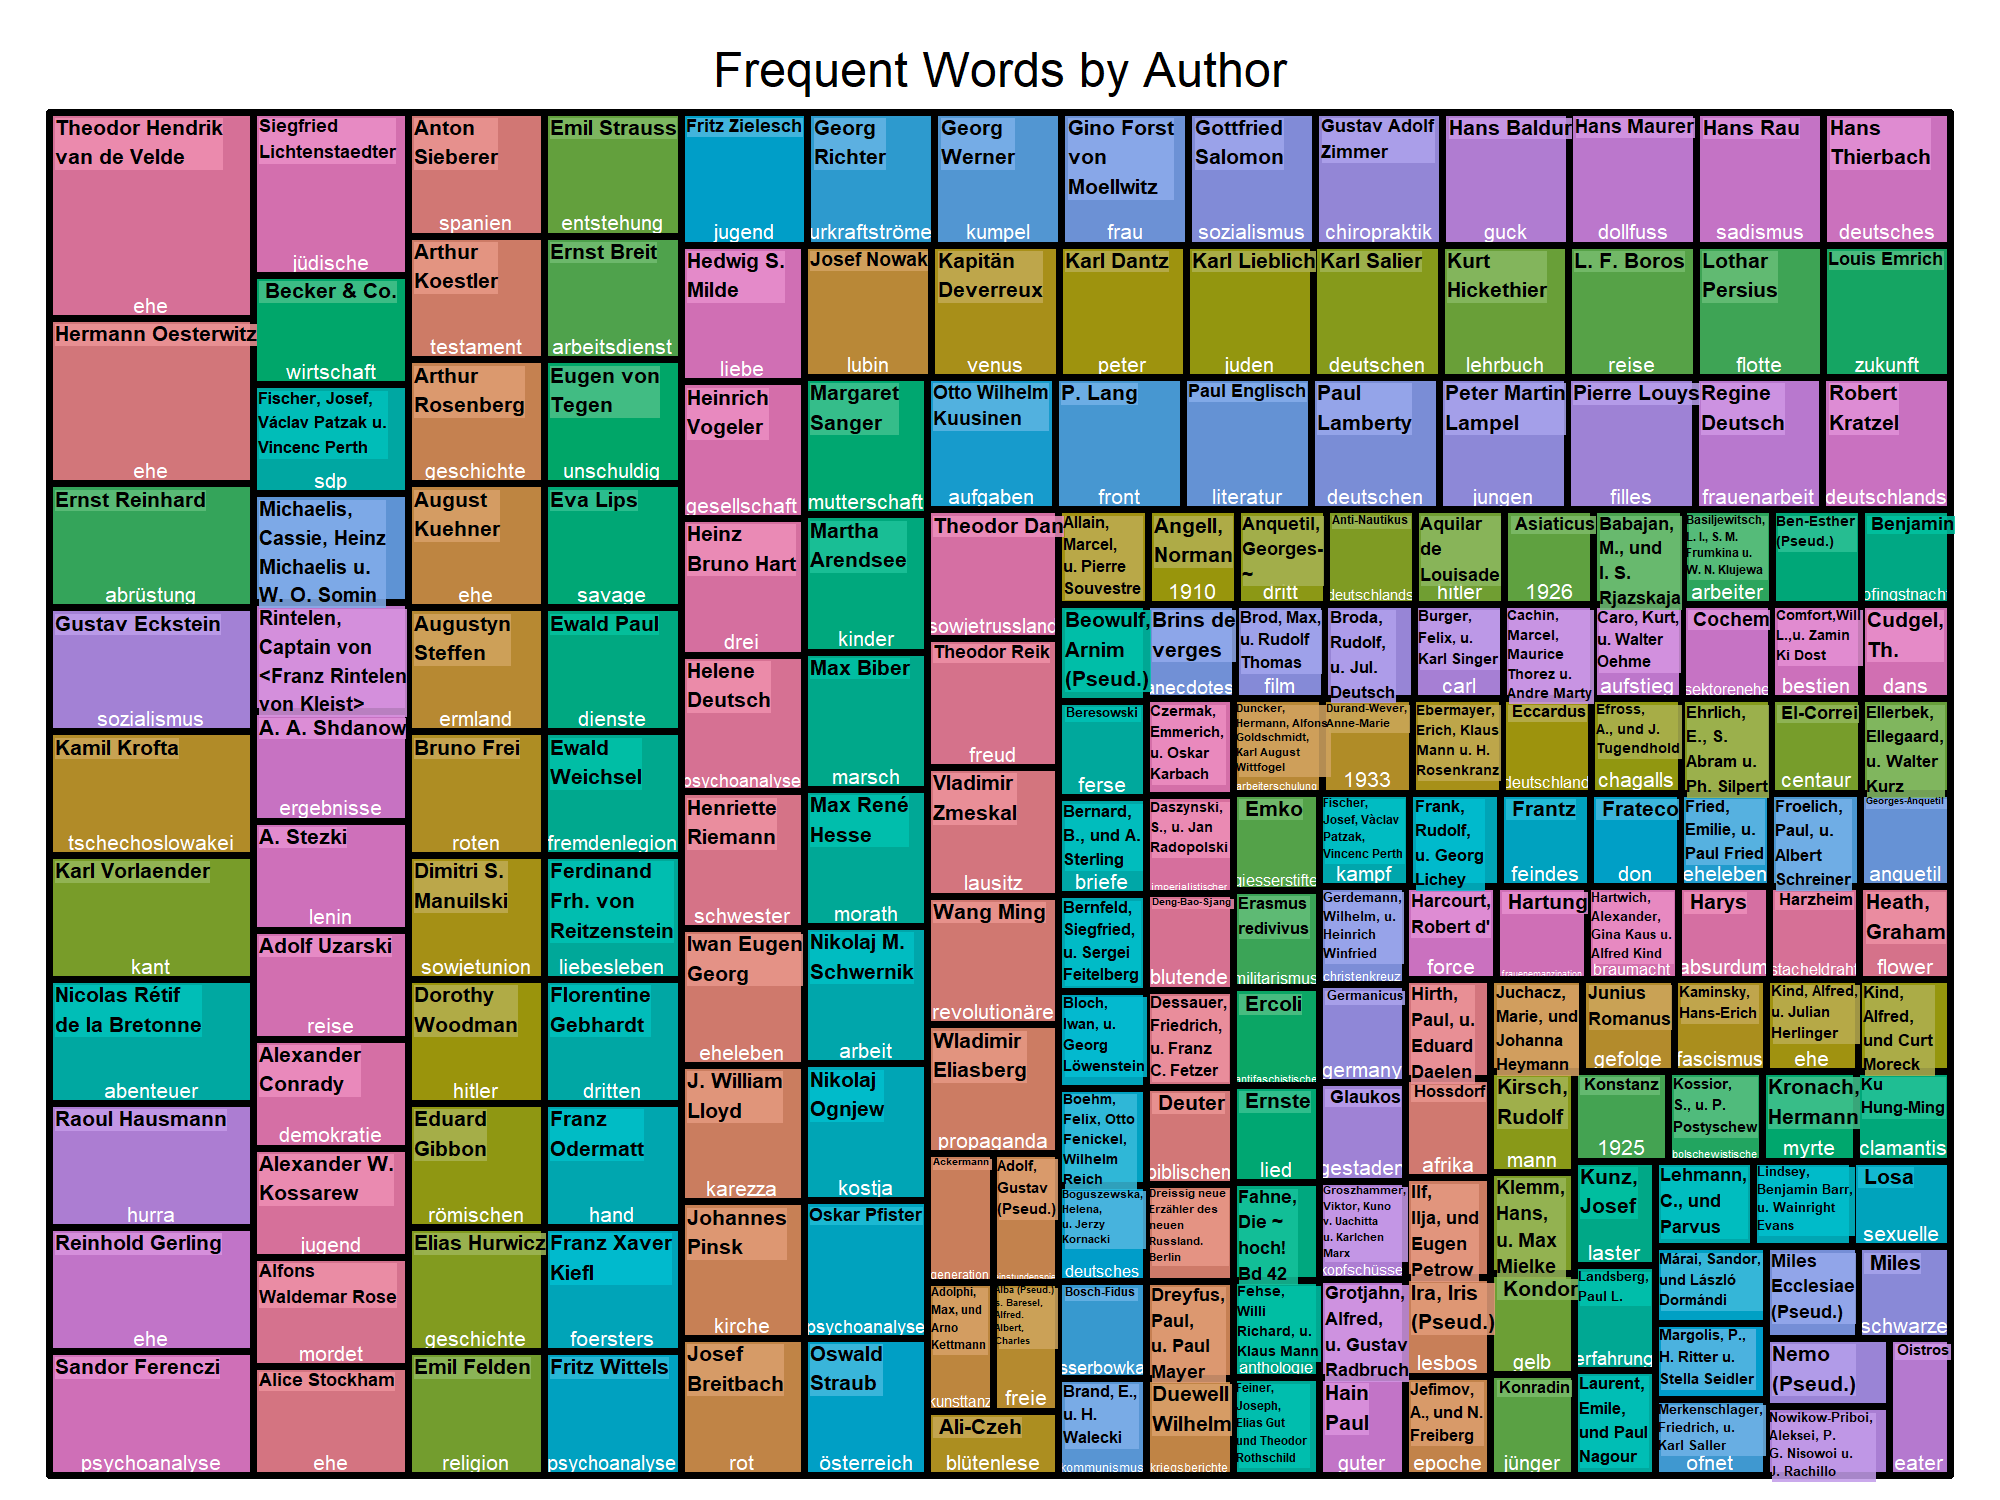 Frequent Words by Author
Theodor Hendrik
van de Velde
ehe
Hermann Oesterwitz
ehe
Ernst Reinhard
abrüstung
Gustav Eckstein
sozialismus
Kamil Krofta
tschechoslowakei
Karl Vorlaender
kant
Nicolas Rétif
de la Bretonne
abenteuer
Raoul Hausmann
hurra
Reinhold Gerling
ehe
Sandor Ferenczi
psychoanalyse
Siegfried
Lichtenstaedter
jüdische
Becker & Co.
wirtschaft
Fischer, Josef,
Václav Patzak u.
Vincenc Perth
sdp
Michaelis,
Cassie, Heinz
Michaelis u.
W. O. Somin
Rintelen,
Captain von
<Franz Rintelen
von Kleist>
A. A. Shdanow
ergebnisse
A. Stezki
lenin
Adolf Uzarski
reise
Alexander
Conrady
demokratie
Alexander W.
Kossarew
jugend
Alfons
Waldemar Rose
mordet
Alice Stockham
ehe
Anton
Sieberer
spanien
Arthur
Koestler
testament
Arthur
Rosenberg
geschichte
August
Kuehner
ehe
Augustyn
Steffen
ermland
Bruno Frei
roten
Dimitri S.
Manuilski
sowjetunion
Dorothy
Woodman
hitler
Eduard
Gibbon
römischen
Elias Hurwicz
geschichte
Emil Felden
religion
Emil Strauss
entstehung
Ernst Breit
arbeitsdienst
Eugen von
Tegen
unschuldig
Eva Lips
savage
Ewald Paul
dienste
Ewald
Weichsel
fremdenlegion
Ferdinand
Frh. von
Reitzenstein
liebesleben
Florentine
Gebhardt
dritten
Franz
Odermatt
hand
Franz Xaver
Kiefl
foersters
Fritz Wittels
psychoanalyse
Fritz Zielesch
jugend
Georg
Richter
urkraftströme
Georg
Werner
kumpel
Gino Forst
von
Moellwitz
frau
Gottfried
Salomon
sozialismus
Gustav Adolf
Zimmer
chiropraktik
Hans Baldur
guck
Hans Maurer
dollfuss
Hans Rau
sadismus
Hans
Thierbach
deutsches
Hedwig S.
Milde
liebe
Josef Nowak
lubin
Kapitän
Deverreux
venus
Karl Dantz
peter
Karl Lieblich
juden
Karl Salier
deutschen
Kurt
Hickethier
lehrbuch
L. F. Boros
reise
Lothar
Persius
flotte
Louis Emrich
zukunft
Heinrich
Vogeler
gesellschaft
Margaret
Sanger
mutterschaft
Otto Wilhelm
Kuusinen
aufgaben
P. Lang
front
Paul Englisch
literatur
Paul
Lamberty
deutschen
Peter Martin
Lampel
jungen
Pierre Louys
filles
Regine
Deutsch
frauenarbeit
Robert
Kratzel
deutschlands
Heinz
Bruno Hart
drei
Helene
Deutsch
psychoanalyse
Henriette
Riemann
schwester
Iwan Eugen
Georg
eheleben
J. William
Lloyd
karezza
Johannes
Pinsk
kirche
Josef
Breitbach
rot
Martha
Arendsee
kinder
Max Biber
marsch
Max René
Hesse
morath
Nikolaj M.
Schwernik
arbeit
Nikolaj
Ognjew
kostja
Oskar Pfister
psychoanalyse
Oswald
Straub
österreich
Theodor Dan
sowjetrussland
Theodor Reik
freud
Vladimir
Zmeskal
lausitz
Wang Ming
revolutionäre
Wladimir
Eliasberg
propaganda
Ackermann
generation
Adolf,
Gustav
(Pseud.)
Adolphi,
Max, und
Arno
Kettmann
kunsttanz
Alba (Pseud.)
s. Baresel,
Alfred.
Albert,
Charles
freie
Ali-Czeh
blütenlese
Allain,
Marcel,
u. Pierre
Souvestre
Angell,
Norman
1910
Anquetil,
Georges-
~
dritt
Anti-Nautikus
deutschlands
Aquilar
de
Louisade
hitler
Asiaticus
1926
Babajan,
M., und
I. S.
Rjazskaja
Basiljewitsch,
L. I., S. M.
Frumkina u.
W. N. Klujewa
arbeiter
Ben-Esther
(Pseud.)
Benjamin
pfingstnacht
Beowulf,
Arnim
(Pseud.)
Brins de
verges
anecdotes
Brod, Max,
u. Rudolf
Thomas
film
Broda,
Rudolf,
u. Jul.
Deutsch
Burger,
Felix, u.
Karl Singer
carl
Cachin,
Marcel,
Maurice
Thorez u.
Andre Marty
Caro, Kurt,
u. Walter
Oehme
aufstieg
Cochem
sektorenehe
Comfort,Will
L.,u. Zamin
Ki Dost
bestien
Cudgel,
Th.
dans
Beresowski
ferse
Czermak,
Emmerich,
u. Oskar
Karbach
Duncker,
Hermann, Alfons
Goldschmidt,
Karl August
Wittfogel
arbeiterschulung
Durand-Wever,
Anne-Marie
1933
Ebermayer,
Erich, Klaus
Mann u. H.
Rosenkranz
Eccardus
deutschland
Efross,
A., und J.
Tugendhold
chagalls
Ehrlich,
E., S.
Abram u.
Ph. Silpert
El-Correi
centaur
Ellerbek,
Ellegaard,
u. Walter
Kurz
Bernard,
B., und A.
Sterling
briefe
Daszynski,
S., u. Jan
Radopolski
imperialistischer
Emko
giesserstifte
Fischer,
Josef, Vàclav
Patzak,
Vincenc Perth
kampf
Frank,
Rudolf,
u. Georg
Lichey
Frantz
feindes
Frateco
don
Fried,
Emilie, u.
Paul Fried
eheleben
Froelich,
Paul, u.
Albert
Schreiner
Georges-Anquetil
anquetil
Bernfeld,
Siegfried,
u. Sergei
Feitelberg
Deng-Bao-Sjang
blutende
Erasmus
redivivus
militarismus
Gerdemann,
Wilhelm, u.
Heinrich
Winfried
christenkreuz
Harcourt,
Robert d'
force
Hartung
frauenemanzipation
Hartwich,
Alexander,
Gina Kaus u.
Alfred Kind
braumacht
Harys
absurdum
Harzheim
stacheldraht
Heath,
Graham
flower
Bloch,
Iwan, u.
Georg
Löwenstein
Dessauer,
Friedrich,
u. Franz
C. Fetzer
Ercoli
antifaschistische
Germanicus
germany
Hirth,
Paul, u.
Eduard
Daelen
Juchacz,
Marie, und
Johanna
Heymann
Junius
Romanus
gefolge
Kaminsky,
Hans-Erich
fascismus
Kind, Alfred,
u. Julian
Herlinger
ehe
Kind,
Alfred,
und Curt
Moreck
Boehm,
Felix, Otto
Fenickel,
Wilhelm
Reich
Deuter
biblischen
Ernste
lied
Glaukos
gestaden
Hossdorf
afrika
Kirsch,
Rudolf
mann
Konstanz
1925
Kossior,
S., u. P.
Postyschew
bolschewistische
Kronach,
Hermann
myrte
Ku
Hung-Ming
clamantis
Boguszewska,
Helena,
u. Jerzy
Kornacki
deutsches
Dreissig neue
Erzähler des
neuen
Russland.
Berlin
Fahne,
Die ~
hoch!
Bd 42
Groszhammer,
Viktor, Kuno
v. Uachitta
u. Karlchen
Marx
kopfschüsse
Ilf,
Ilja, und
Eugen
Petrow
Klemm,
Hans,
u. Max
Mielke
Kunz,
Josef
laster
Lehmann,
C., und
Parvus
Lindsey,
Benjamin Barr,
u. Wainright
Evans
Losa
sexuelle
Bosch-Fidus
Dreyfus,
Paul,
u. Paul
Mayer
Fehse,
Willi
Richard, u.
Klaus Mann
anthologie
Grotjahn,
Alfred,
u. Gustav
Radbruch
Ira, Iris
(Pseud.)
lesbos
Kondor
gelb
Landsberg,
Paul L.
erfahrung
Márai, Sandor,
und László
Dormándi
Miles
Ecclesiae
(Pseud.)
Miles
schwarze
Brand, E.,
u. H.
Walecki
kommunismus
Duewell
Wilhelm
kriegsberichte
Feiner,
Joseph,
Elias Gut
und Theodor
Rothschild
Hain
Paul
guter
Jefimov,
A., und N.
Freiberg
epoche
Konradin
jünger
Laurent,
Emile,
und Paul
Nagour
Margolis, P.,
H. Ritter u.
Stella Seidler
Merkenschlager,
Friedrich, u.
Karl Saller
ofnet
Nemo
(Pseud.)
Nowikow-Priboi,
Aleksei, P.
G. Nisowoi u.
J. Rachillo
Oistros
eater